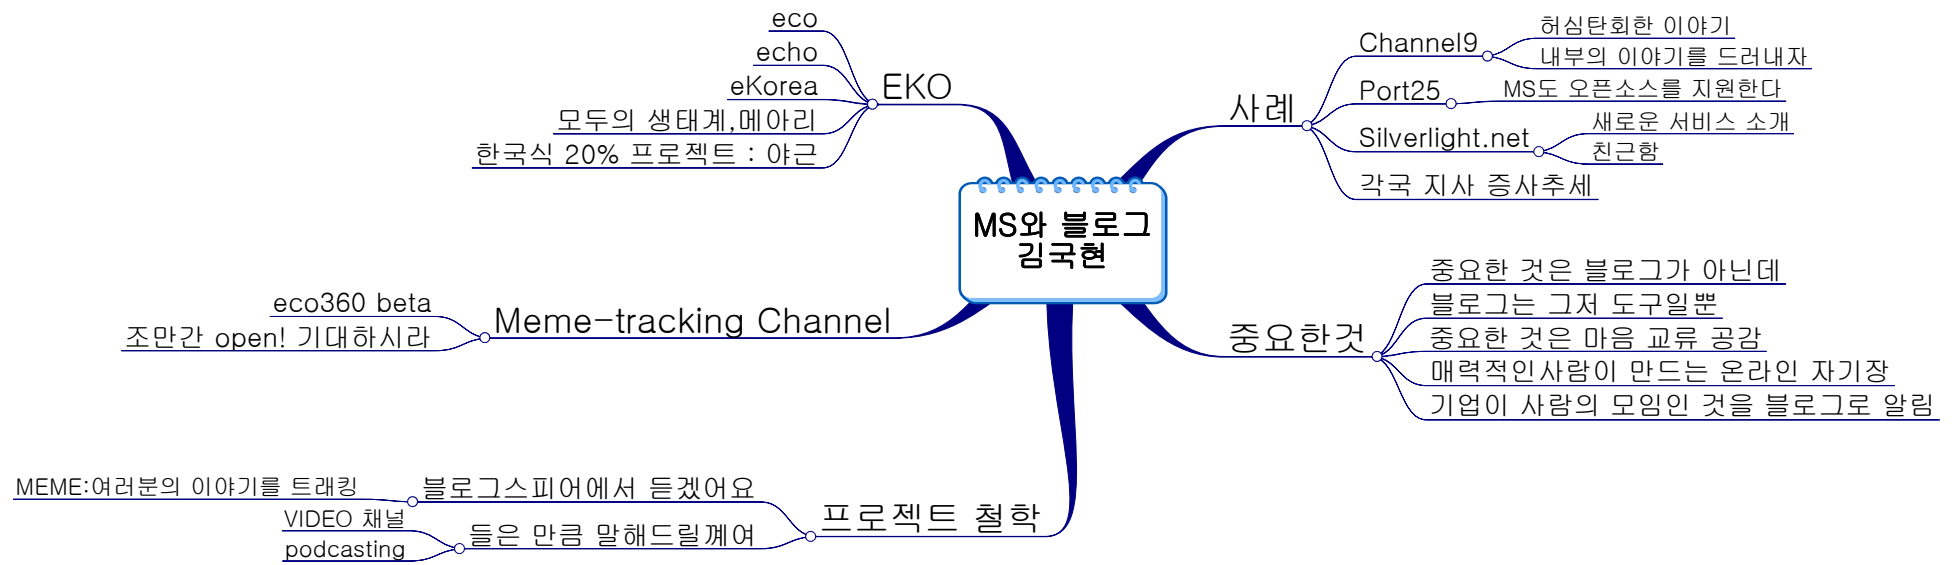 MS와 블로그
김국현
사례
Channel9
허심탄회한 이야기
내부의 이야기를 드러내자
Port25
MS도 오픈소스를 지원한다
Silverlight.net
새로운 서비스 소개
친근함
각국 지사 증사추세
중요한것
중요한 것은 블로그가 아닌데
블로그는 그저 도구일뿐
중요한 것은 마음 교류 공감
매력적인사람이 만드는 온라인 자기장
기업이 사람의 모임인 것을 블로그로 알림
프로젝트 철학
블로그스피어에서 듣겠어요
MEME:여러분의 이야기를 트래킹
들은 만큼 말해드릴꼐여
VIDEO 채널
podcasting
Meme-tracking Channel
eco360 beta
조만간 open! 기대하시라
EKO
eco
echo
eKorea
모두의 생태계,메아리
한국식 20% 프로젝트 : 야근